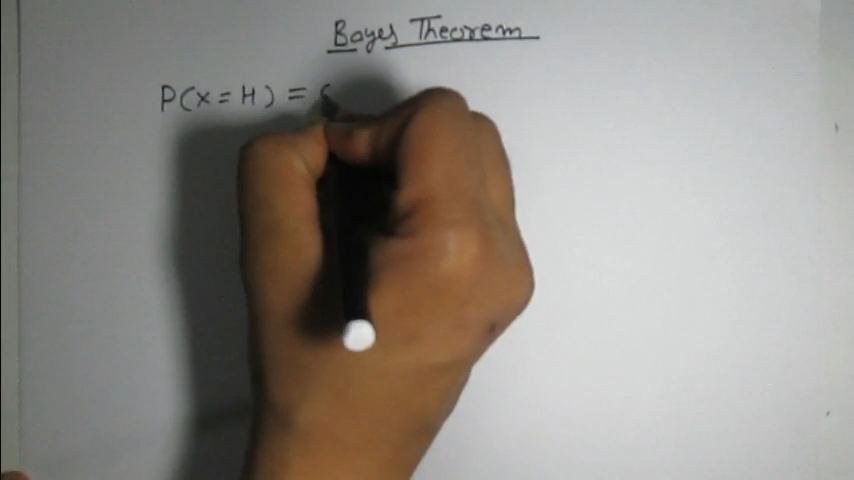 Bayes Theorem
P(X=H) =